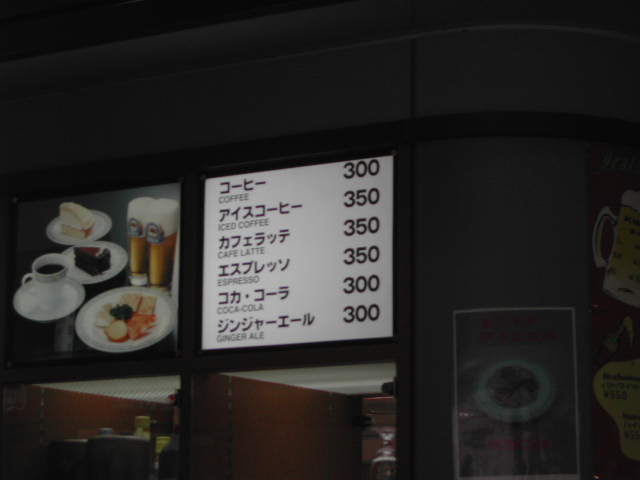 コーヒー 300
COFFEE
アイスコーヒー 350
ICED COFFEE
カフェラッテ 350
CAFE LATTE
エスプレッソ 350
ESPRESSO
コカ・コーラ 300
COCA-COLA
ジンジャーエール 300
GINGER ALE
¥550